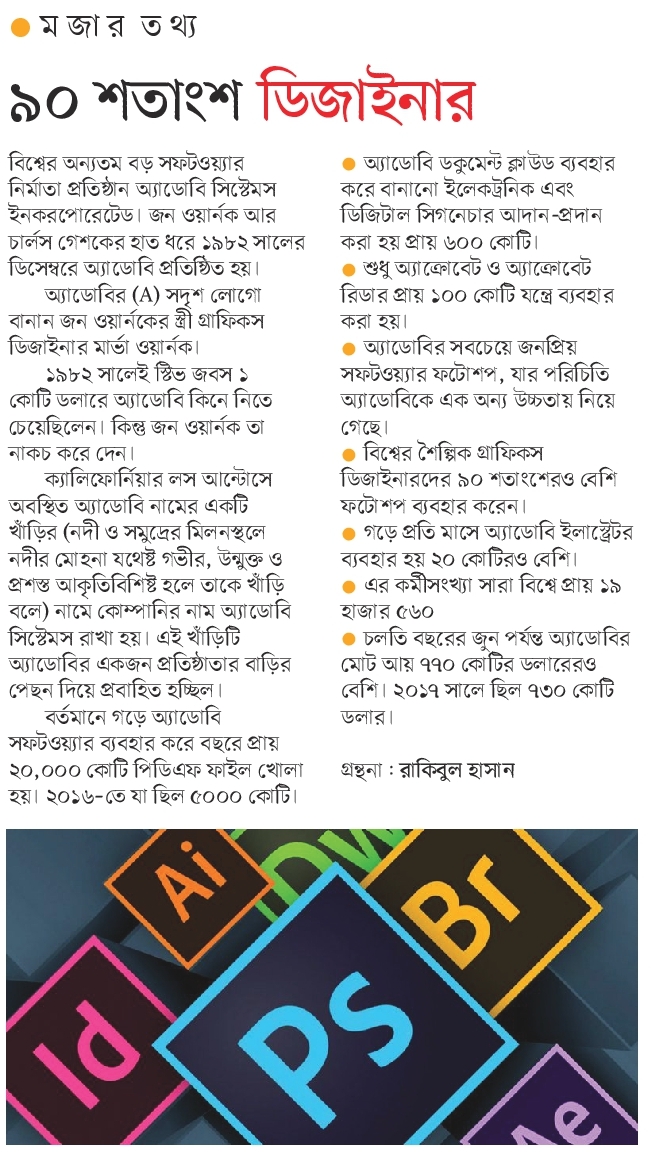 ● মজার তথ্য
৯০ শতাংশ ডিজাইনার
বিশ্বের অন্যতম বড় সফটওয়্যার
নির্মাতা প্রতিষ্ঠান অ্যাডোবি সিস্টেমস
ইনকরপোরেটেড। জন ওয়ার্নক আর
চার্লস গেশকের হাত ধরে ১৯৮২ সালের
ডিসেম্বরে অ্যাডোবি প্রতিষ্ঠিত হয়।
অ্যাডোবির (A) সদৃশ লোগো
বানান জন ওয়ার্নকের স্ত্রী গ্রাফিকস
ডিজাইনার মার্ভা ওয়ার্নক।
১৯৮২ সালেই স্টিভ জবস ১
কোটি ডলারে অ্যাডোবি কিনে নিতে
চেয়েছিলেন। কিন্তু জন ওয়ার্নক তা
নাকচ করে দেন।
ক্যালিফোর্নিয়ার লস আন্টোসে
অবস্থিত অ্যাডোবি নামের একটি
খাঁড়ির (নদী ও সমুদ্রের মিলনস্থলে
নদীর মোহনা যথেষ্ট গভীর, উন্মুক্ত ও
প্রশস্ত আকৃতিবিশিষ্ট হলে তাকে খাঁড়ি
বলে) নামে কোম্পানির নাম অ্যাডোবি
সিস্টেমস রাখা হয়। এই খাঁড়িটি
অ্যাডোবির একজন প্রতিষ্ঠাতার বাড়ির
পেছন দিয়ে প্রবাহিত হচ্ছিল।
বর্তমানে গড়ে অ্যাডোবি
সফটওয়্যার ব্যবহার করে বছরে প্রায়
২০,০০০ কোটি পিডিএফ ফাইল খোলা
হয়। ২০১৬-তে যা ছিল ৫০০০ কোটি।
● অ্যাডোবি ডকুমেন্ট ক্লাউড ব্যবহার
করে বানানো ইলেকট্রনিক এবং
ডিজিটাল সিগনেচার আদান-প্রদান
করা হয় প্রায় ৬০০ কোটি।
● শুধু অ্যাক্রোবেট ও অ্যাক্রোবেট
রিডার প্রায় ১০০ কোটি যন্ত্রে ব্যবহার
করা হয়।
● অ্যাডোবির সবচেয়ে জনপ্রিয়
সফটওয়্যার ফটোশপ, যার পরিচিতি
অ্যাডোবিকে এক অন্য উচ্চতায় নিয়ে
গেছে।
● বিশ্বের শৈল্পিক গ্রাফিকস
ডিজাইনারদের ৯০ শতাংশেরও বেশি
ফটোশপ ব্যবহার করেন।
● গড়ে প্রতি মাসে অ্যাডোবি ইলাস্ট্রেটর
ব্যবহার হয় ২০ কোটিরও বেশি।
● এর কর্মীসংখ্যা সারা বিশ্বে প্রায় ১৯
হাজার ৫৬০
● চলতি বছরের জুন পর্যন্ত অ্যাডোবির
মোট আয় ৭৭০ কোটির ডলারেরও
বেশি। ২০১৭ সালে ছিল ৭৩০ কোটি
ডলার।
গ্রন্থনা : রাকিবুল হাসান
Ai
Dw
Br
Id
Ps
Ae